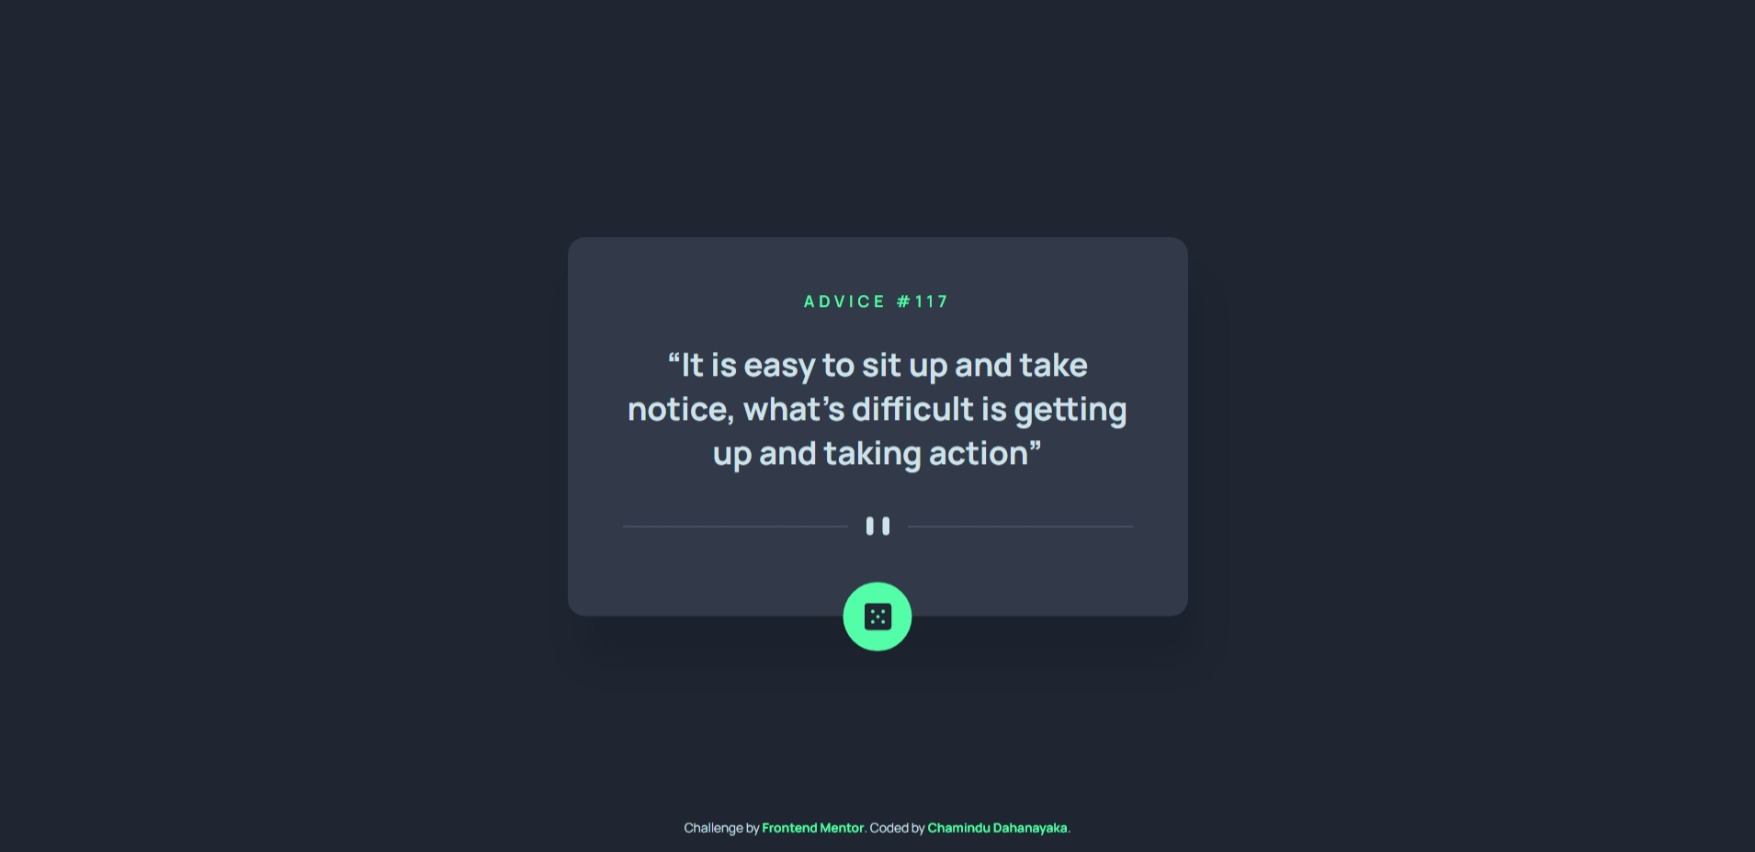 ADVICE #117
“It is easy to sit up and take
notice, what’s difficult is getting
up and taking action”
Challenge by Frontend Mentor. Coded by Chamindu Dahanayaka.